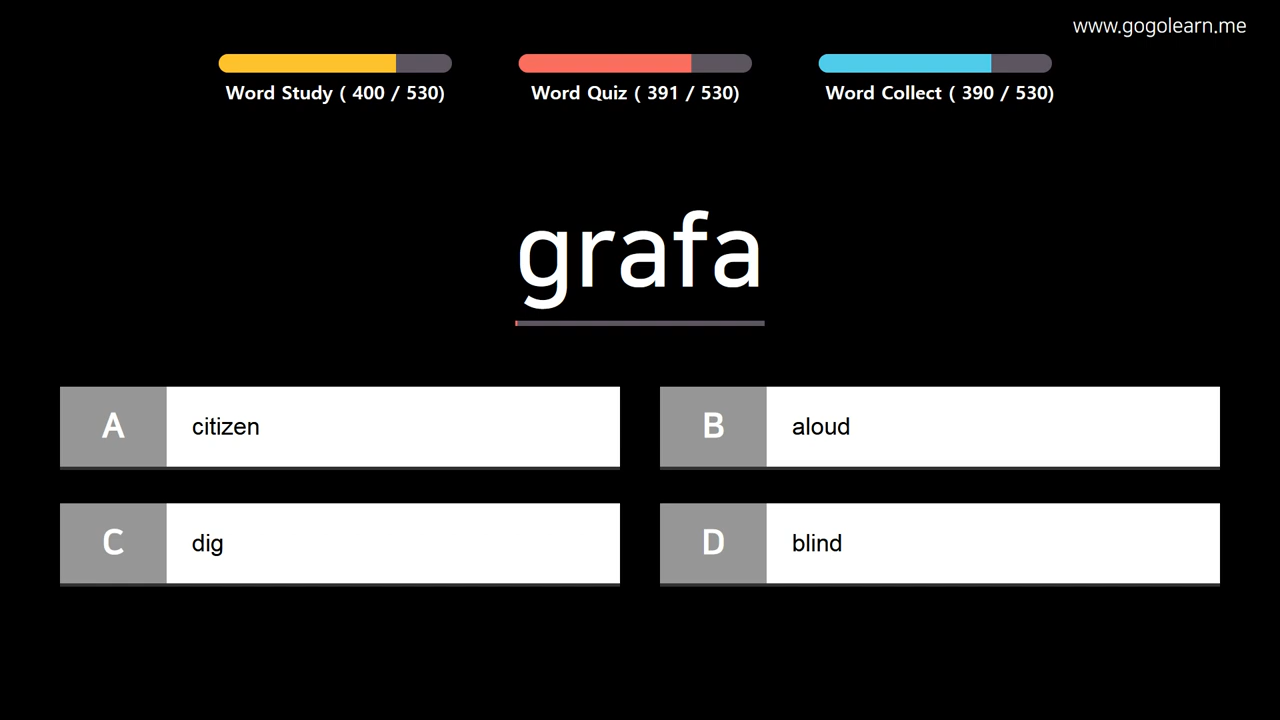 www.gogolearn.me
Word Study ( 400 / 530)
Word Quiz ( 391 / 530)
Word Collect ( 390 / 530)
grafa
A
citizen
B
aloud
C
dig
D
blind